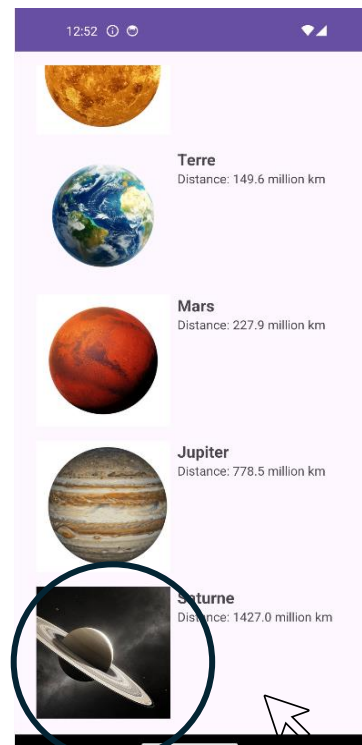 12:52
Terre
Distance: 149.6 million km
Mars
Distance: 227.9 million km
Jupiter
Distance: 778.5 million km
Saturne
Distance: 1427.0 million km